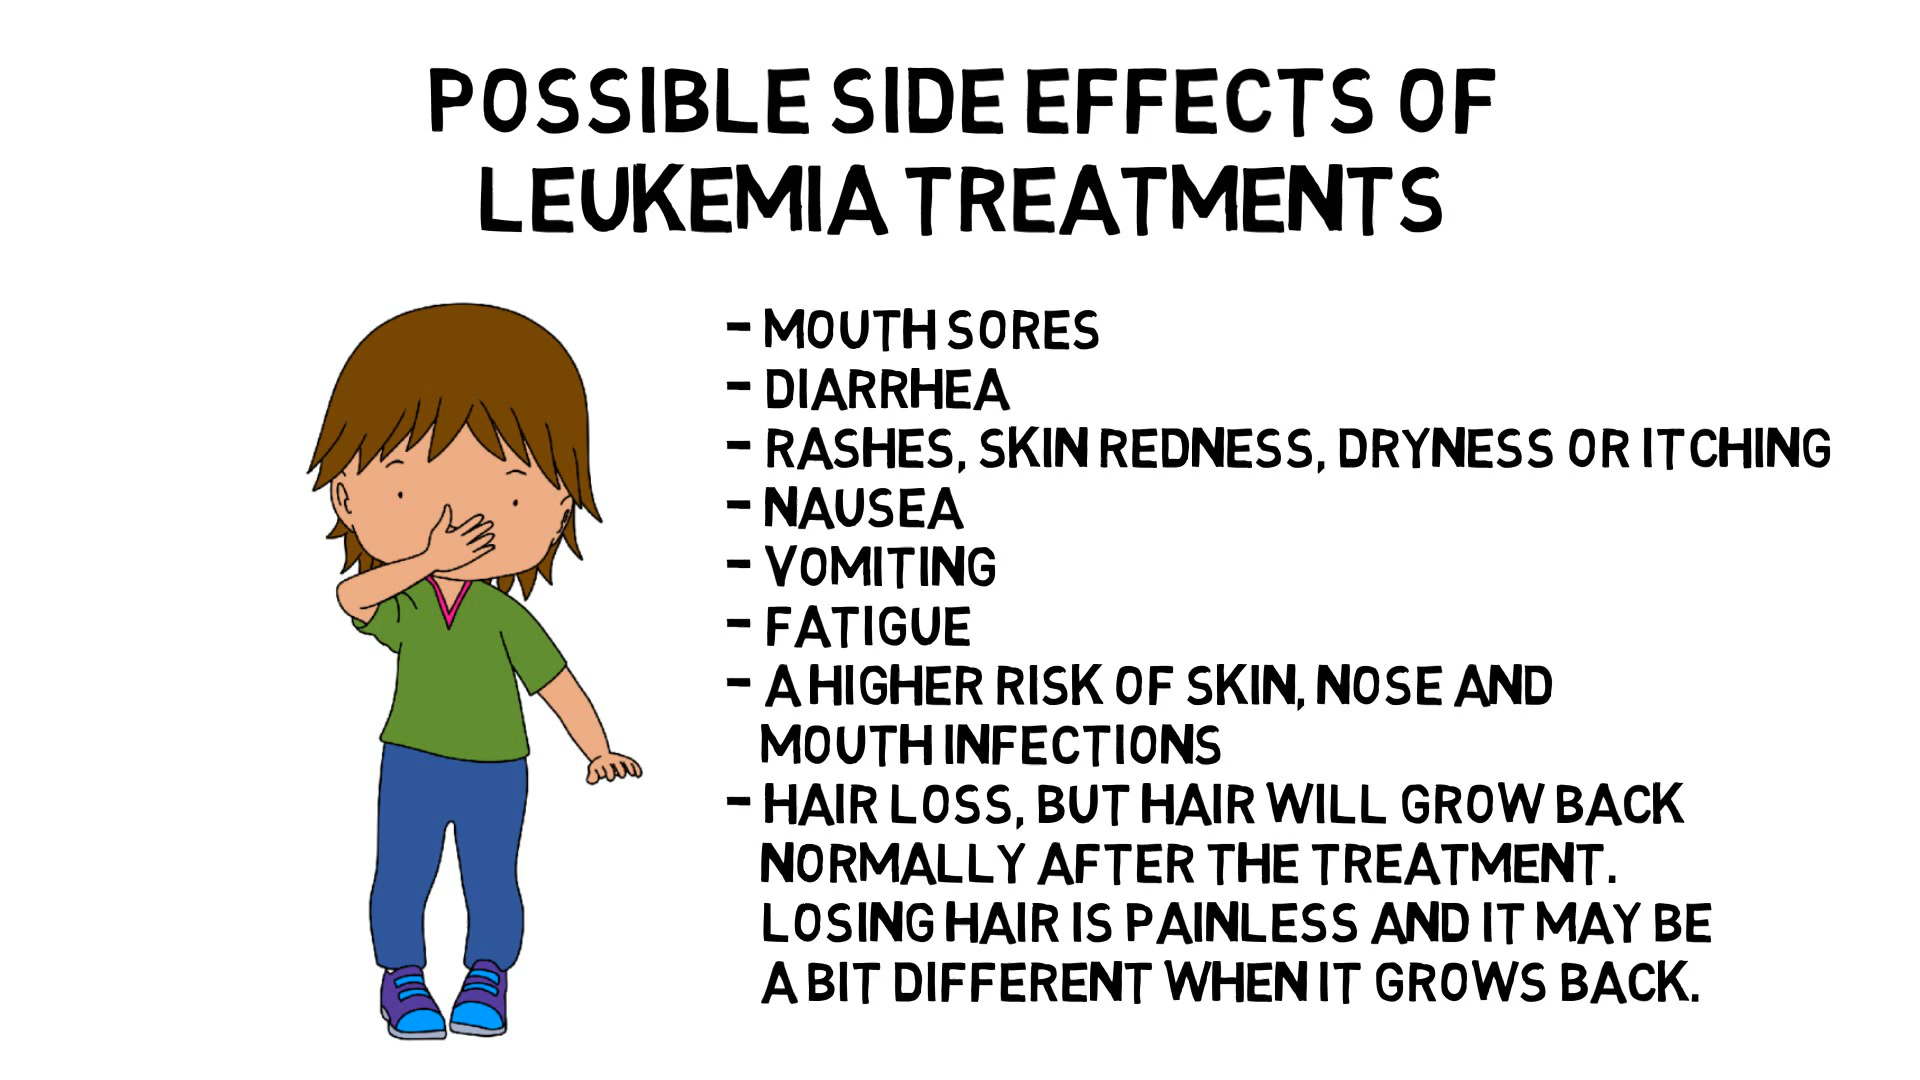 POSSIBLE SIDE EFFECTS OF
LEUKEMIA TREATMENTS
- MOUTH SORES
- DIARRHEA
- RASHES, SKIN REDNESS, DRYNESS OR ITCHING
- NAUSEA
- VOMITING
- FATIGUE
- A HIGHER RISK OF SKIN, NOSE AND
MOUTH INFECTIONS
- HAIR LOSS, BUT HAIR WILL GROW BACK
NORMALLY AFTER THE TREATMENT.
LOSING HAIR IS PAINLESS AND IT MAY BE
A BIT DIFFERENT WHEN IT GROWS BACK.